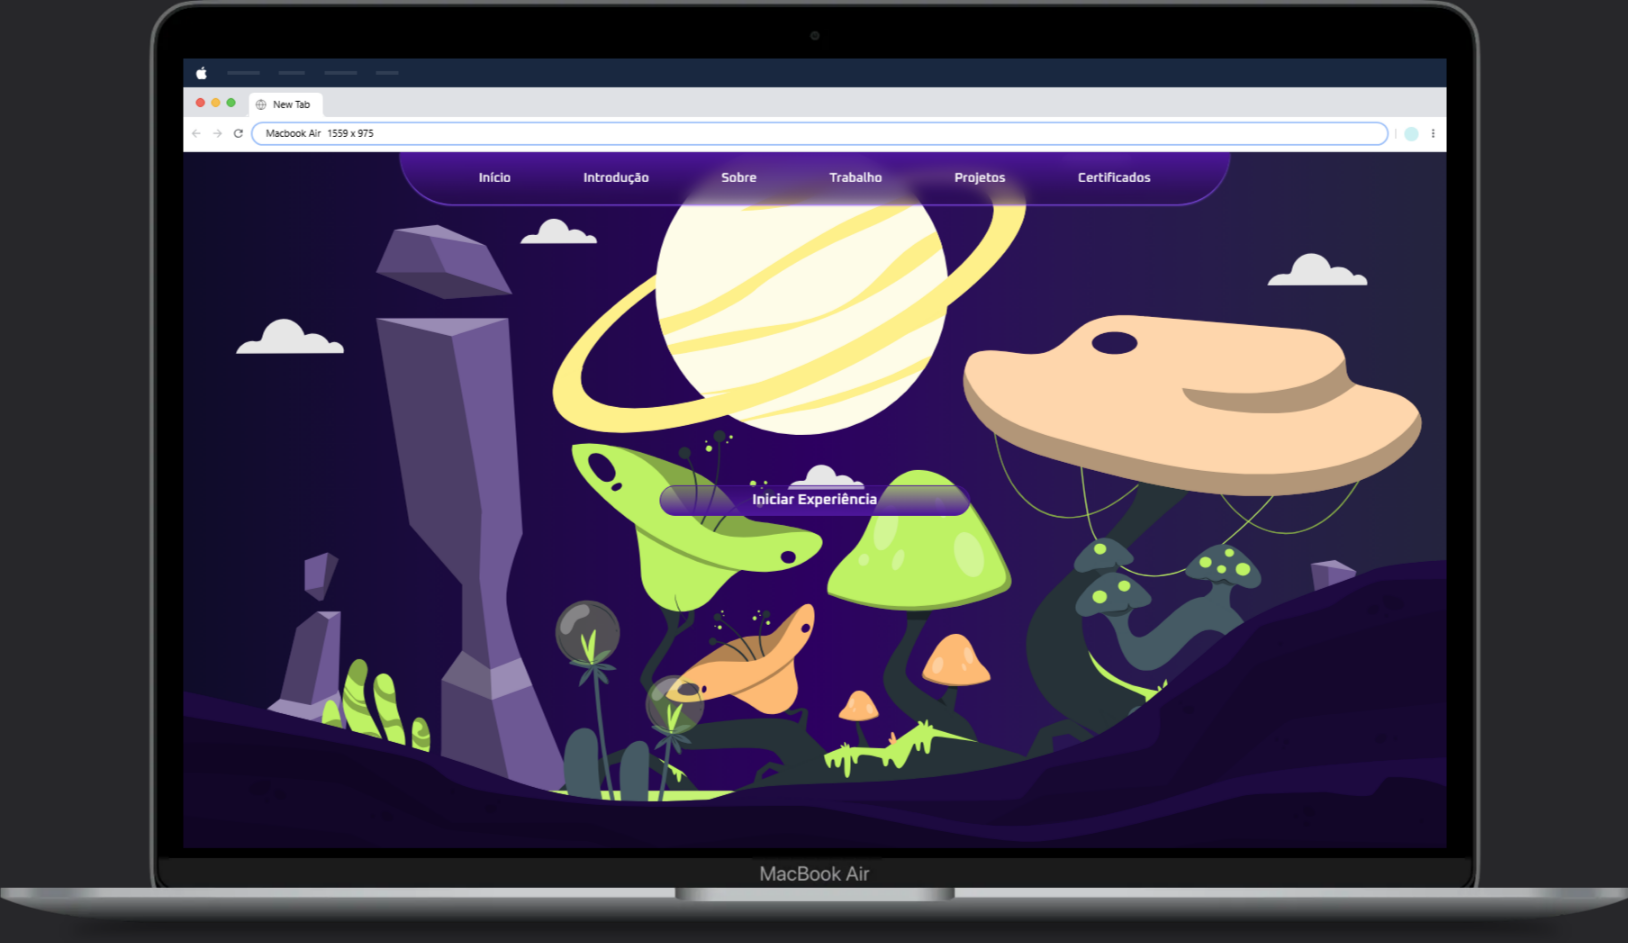 New Tab
Macbook Air 1559 x 975
Início Introdução Sobre Trabalho Projetos Certificados
Iniciar Experiência
MacBook Air